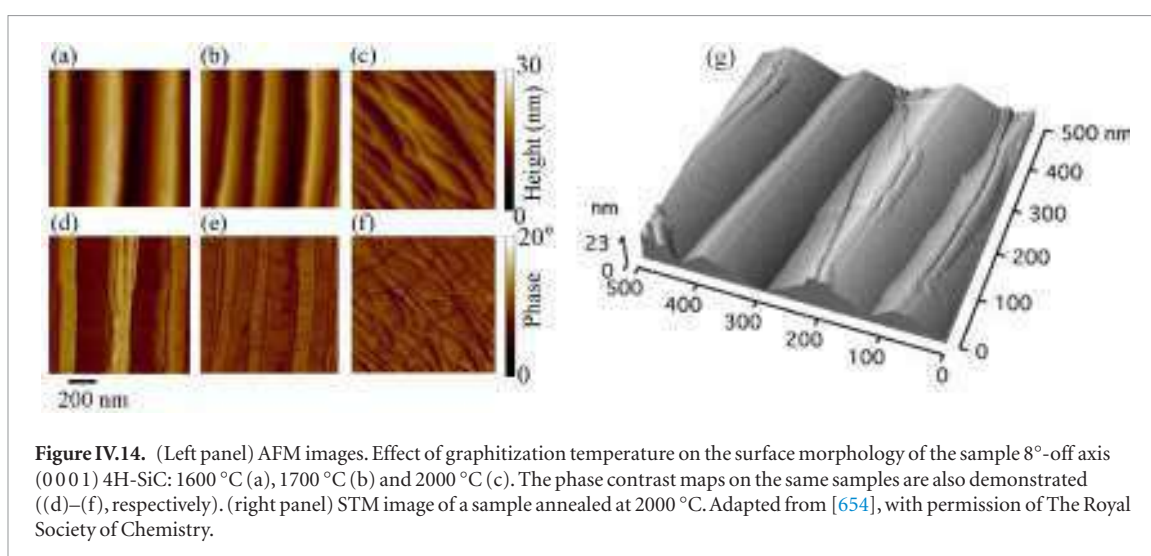 (a) (b) (c) 30 (g)
Height (nm)
0
(d) (e) (f) 20°
Phase
0
200 nm
nm
23
0
500 400 300 200 100 0
500 nm
400
300
200
100
0
Figure IV.14. (Left panel) AFM images. Effect of graphitization temperature on the surface morphology of the sample 8°-off axis
(0001) 4H-SiC: 1600 °C (a), 1700 °C (b) and 2000 °C (c). The phase contrast maps on the same samples are also demonstrated
((d)–(f), respectively). (right panel) STM image of a sample annealed at 2000 °C. Adapted from [654], with permission of The Royal
Society of Chemistry.